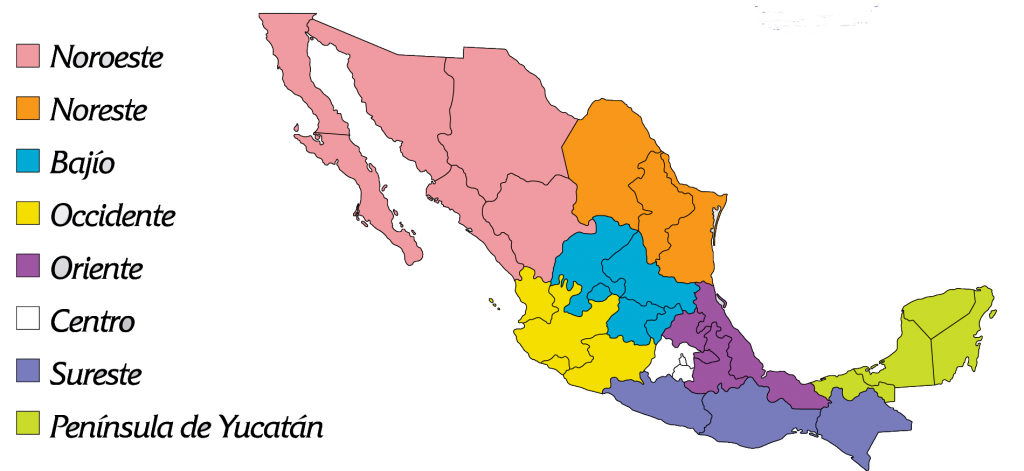 Noroeste
Noreste
Bajío
Occidente
Oriente
Centro
Sureste
Península de Yucatán